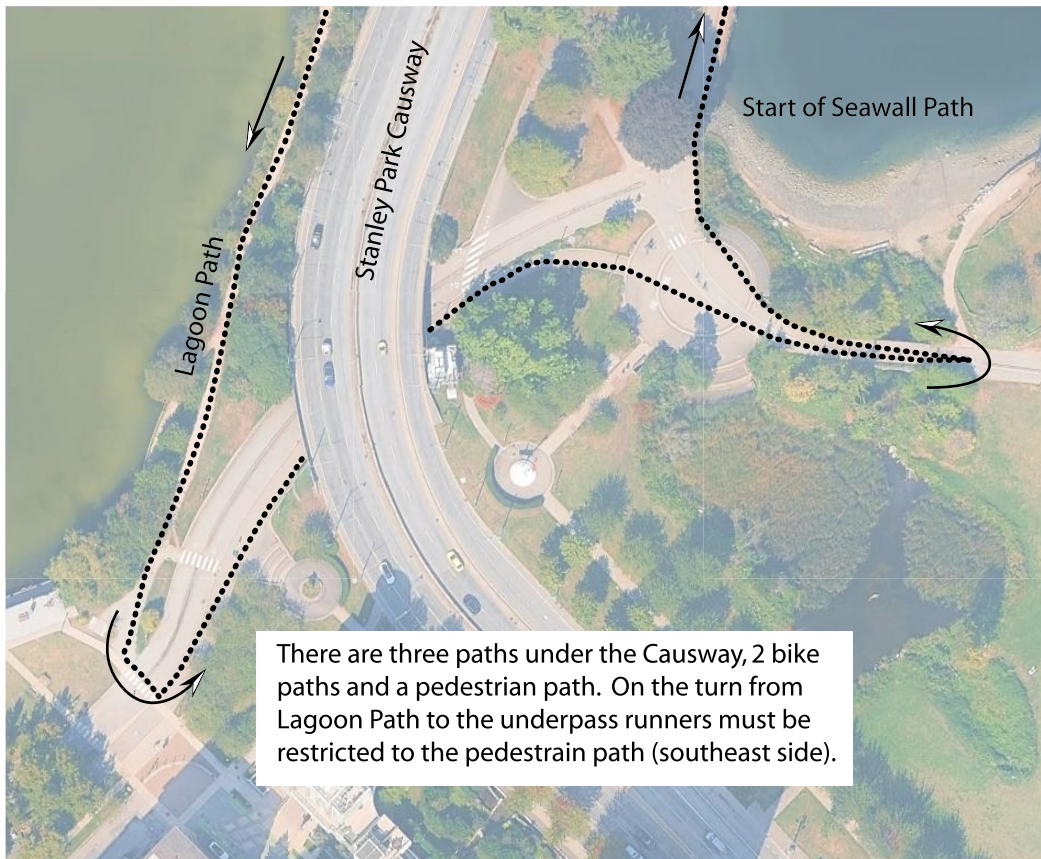 Start of Seawall Path
Stanley Park Causway
Lagoon Path
There are three paths under the Causway, 2 bike
paths and a pedestrian path.  On the turn from
Lagoon Path to the underpass runners must be
restricted to the pedestrain path (southeast side).